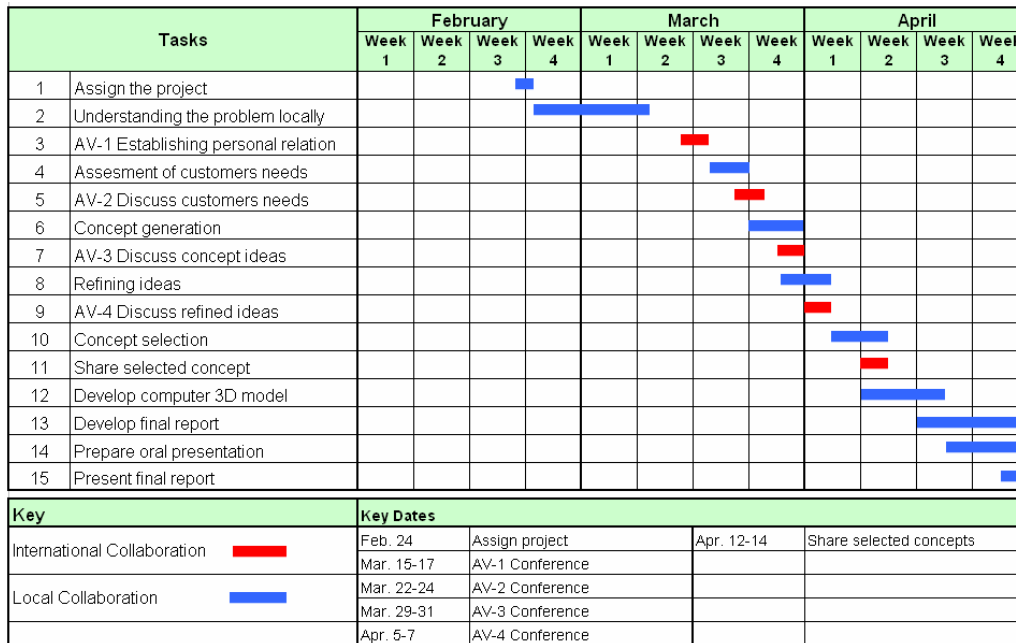 Tasks
February March April
Week 1 Week 2 Week 3 Week 4 Week 1 Week 2 Week 3 Week 4 Week 1 Week 2 Week 3 Week 4
1 Assign the project
2 Understanding the problem locally
3 AV-1 Establishing personal relation
4 Assesment of customers needs
5 AV-2 Discuss customers needs
6 Concept generation
7 AV-3 Discuss concept ideas
8 Refining ideas
9 AV-4 Discuss refined ideas
10 Concept selection
11 Share selected concept
12 Develop computer 3D model
13 Develop final report
14 Prepare oral presentation
15 Present final report
Key
International Collaboration
Local Collaboration
Key Dates
Feb. 24 Assign project Apr. 12-14 Share selected concepts
Mar. 15-17 AV-1 Conference
Mar. 22-24 AV-2 Conference
Mar. 29-31 AV-3 Conference
Apr. 5-7 AV-4 Conference